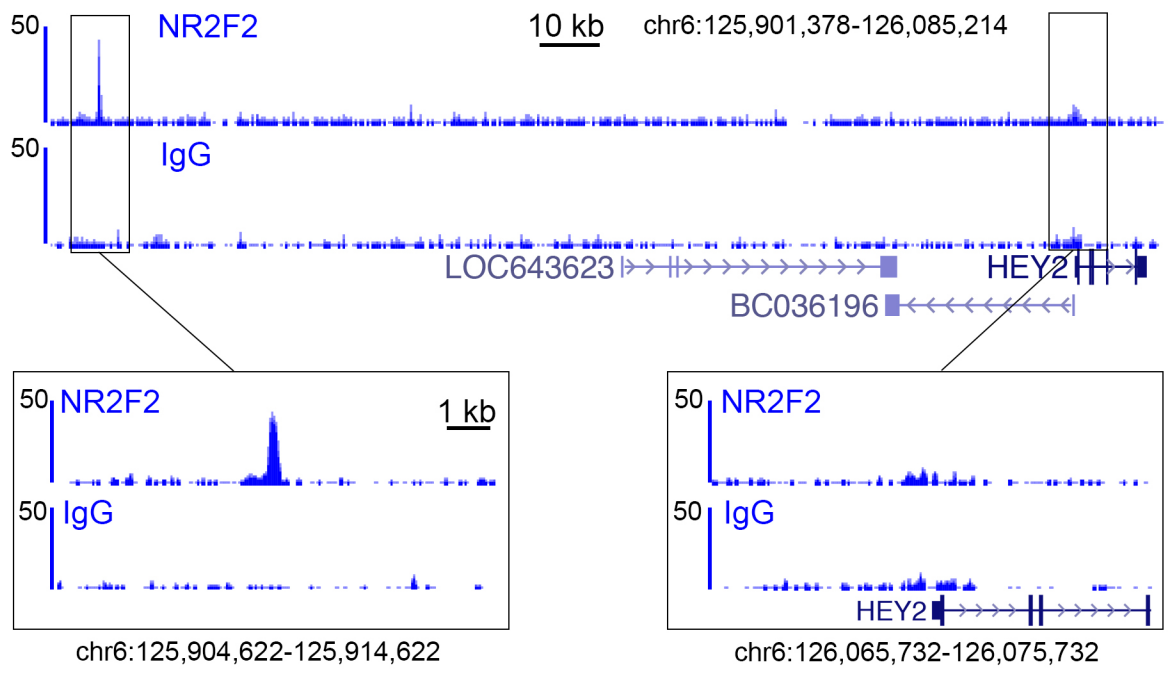 50 NR2F2 10 kb chr6:125,901,378-126,085,214
50 IgG
LOC643623 HEY2
BC036196
50 NR2F2 1 kb
50 IgG
chr6:125,904,622-125,914,622
50 NR2F2
50 IgG
HEY2
chr6:126,065,732-126,075,732